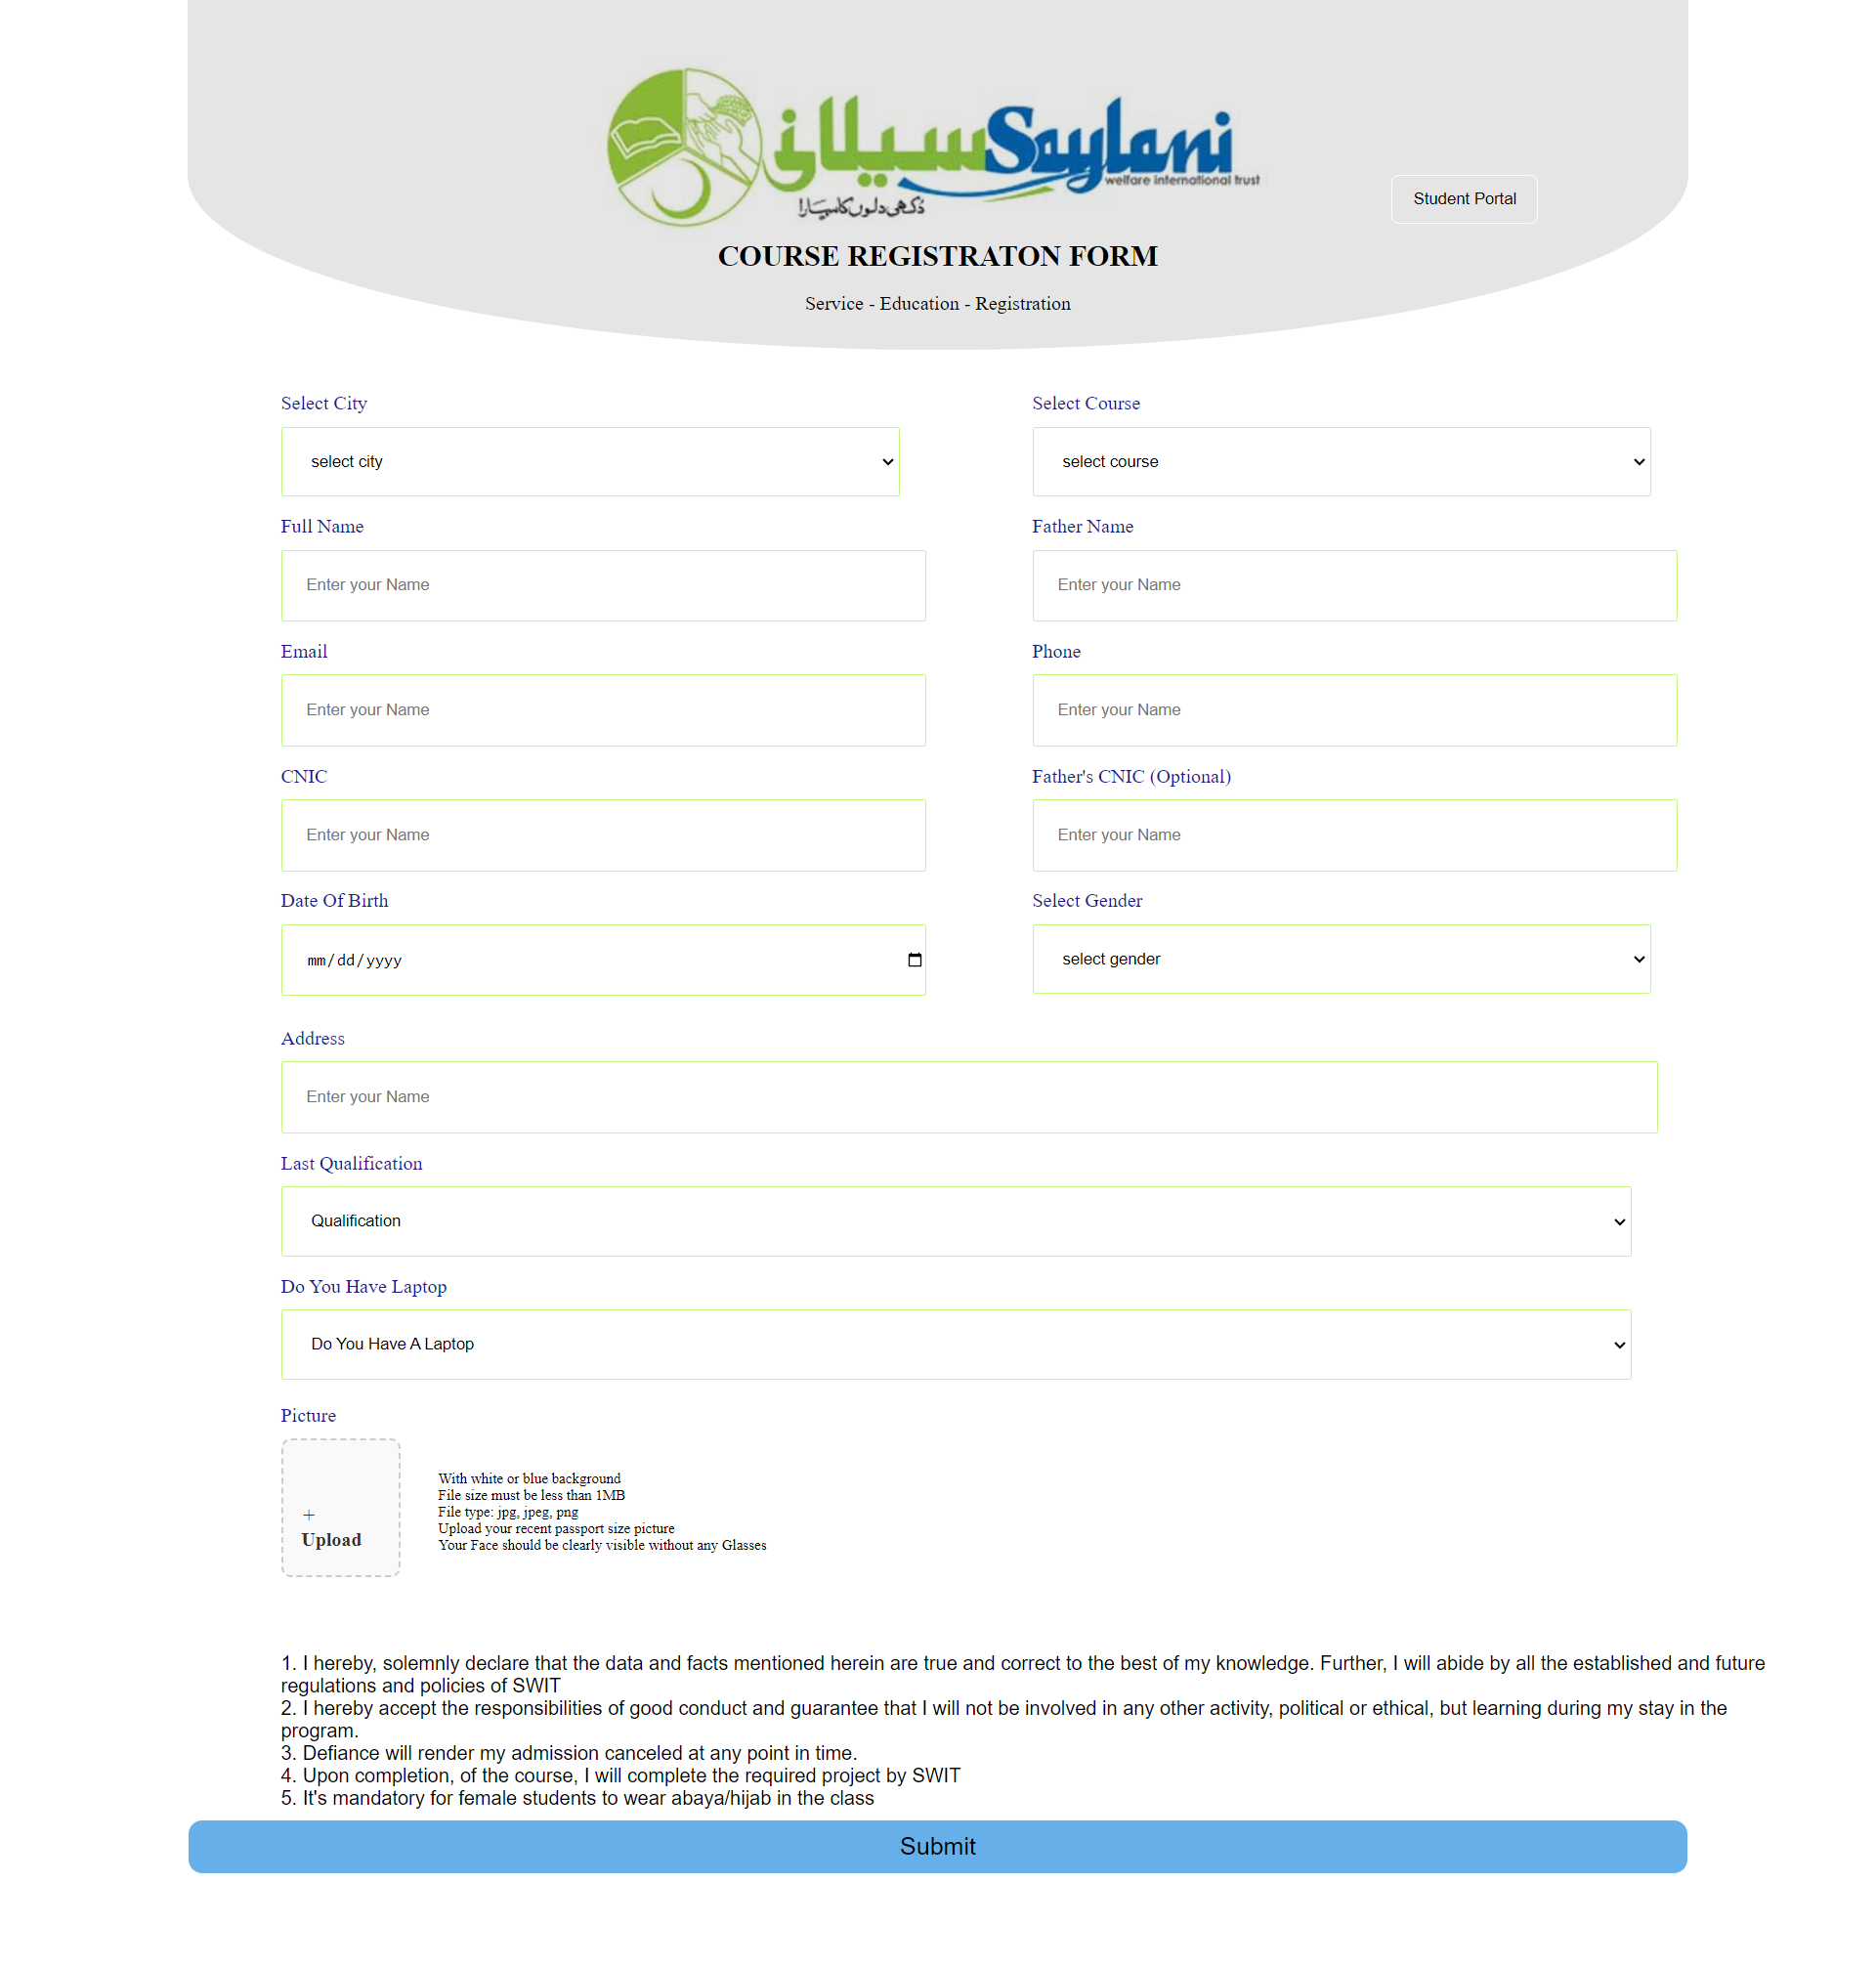 سیلانی Saylani
welfare international trust
دُکھی دلوں کا سہارا
Student Portal
COURSE REGISTRATON FORM
Service - Education - Registration
Select City Select Course
select city select course
Full Name Father Name
Enter your Name Enter your Name
Email Phone
Enter your Name Enter your Name
CNIC Father's CNIC (Optional)
Enter your Name Enter your Name
Date Of Birth Select Gender
mm/dd/yyyy select gender
Address
Enter your Name
Last Qualification
Qualification
Do You Have Laptop
Do You Have A Laptop
Picture
With white or blue background
File size must be less than 1MB
File type: jpg, jpeg, png
Upload your recent passport size picture
Your Face should be clearly visible without any Glasses
+
Upload
1. I hereby, solemnly declare that the data and facts mentioned herein are true and correct to the best of my knowledge. Further, I will abide by all the established and future
regulations and policies of SWIT
2. I hereby accept the responsibilities of good conduct and guarantee that I will not be involved in any other activity, political or ethical, but learning during my stay in the
program.
3. Defiance will render my admission canceled at any point in time.
4. Upon completion, of the course, I will complete the required project by SWIT
5. It's mandatory for female students to wear abaya/hijab in the class
Submit